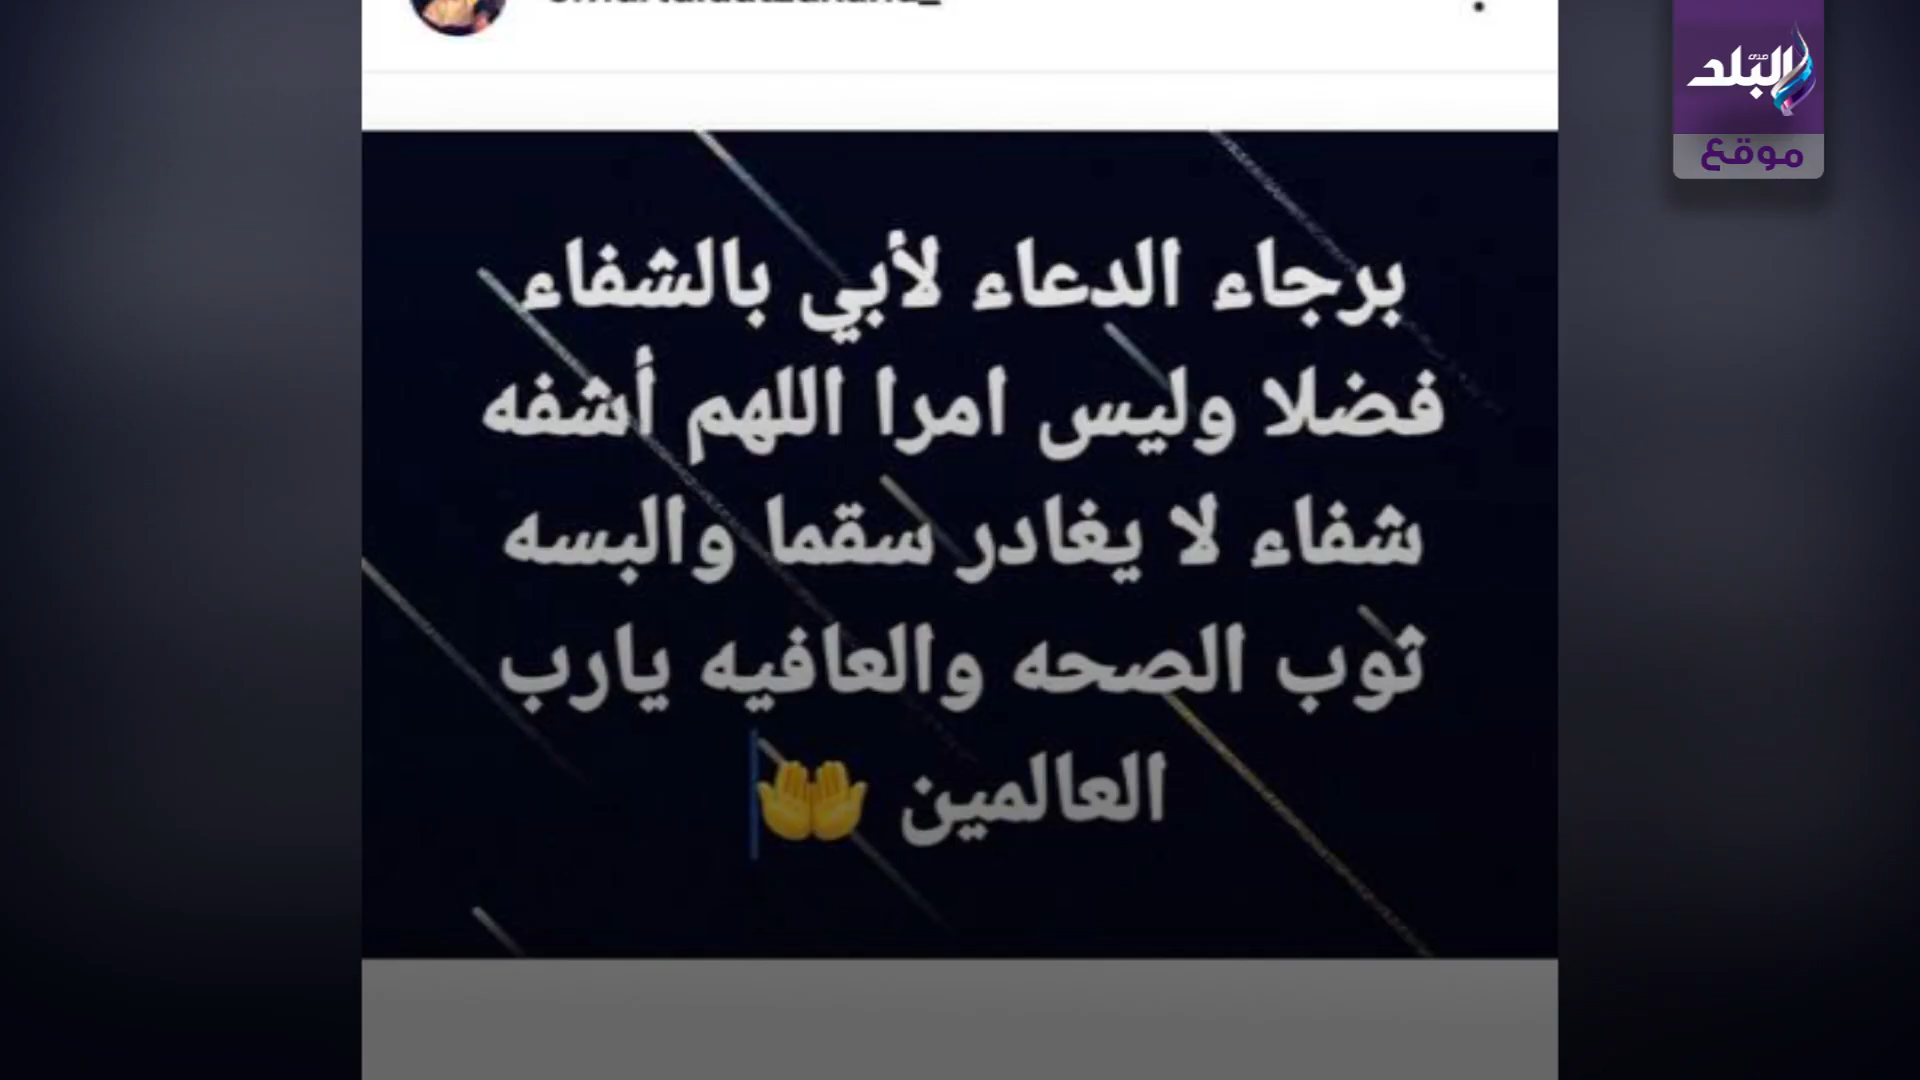 صدى
البلد
موقع
برجاء الدعاء لأبي بالشفاء
فضلا وليس امرا اللهم أشفه
شفاء لا يغادر سقما والبسه
ثوب الصحه والعافيه يارب
العالمين 🤲